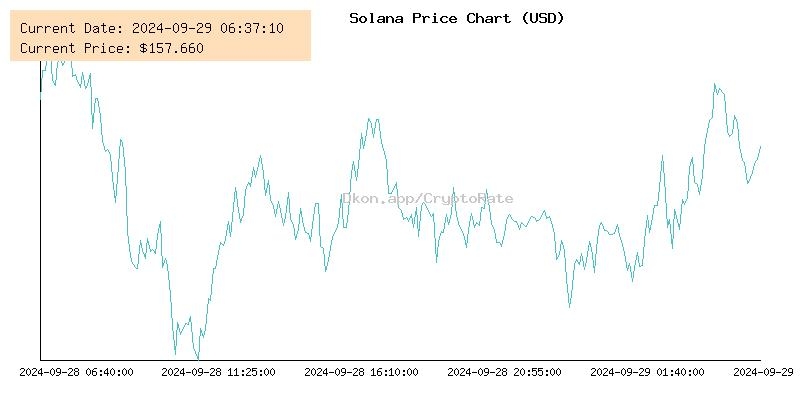 Solana Price Chart (USD)
Current Date: 2024-09-29 06:37:10
Current Price: $157.660
Dkon.app/CryptoRate
2024-09-28 06:40:00 2024-09-28 11:25:00 2024-09-28 16:10:00 2024-09-28 20:55:00 2024-09-29 01:40:00 2024-09-29